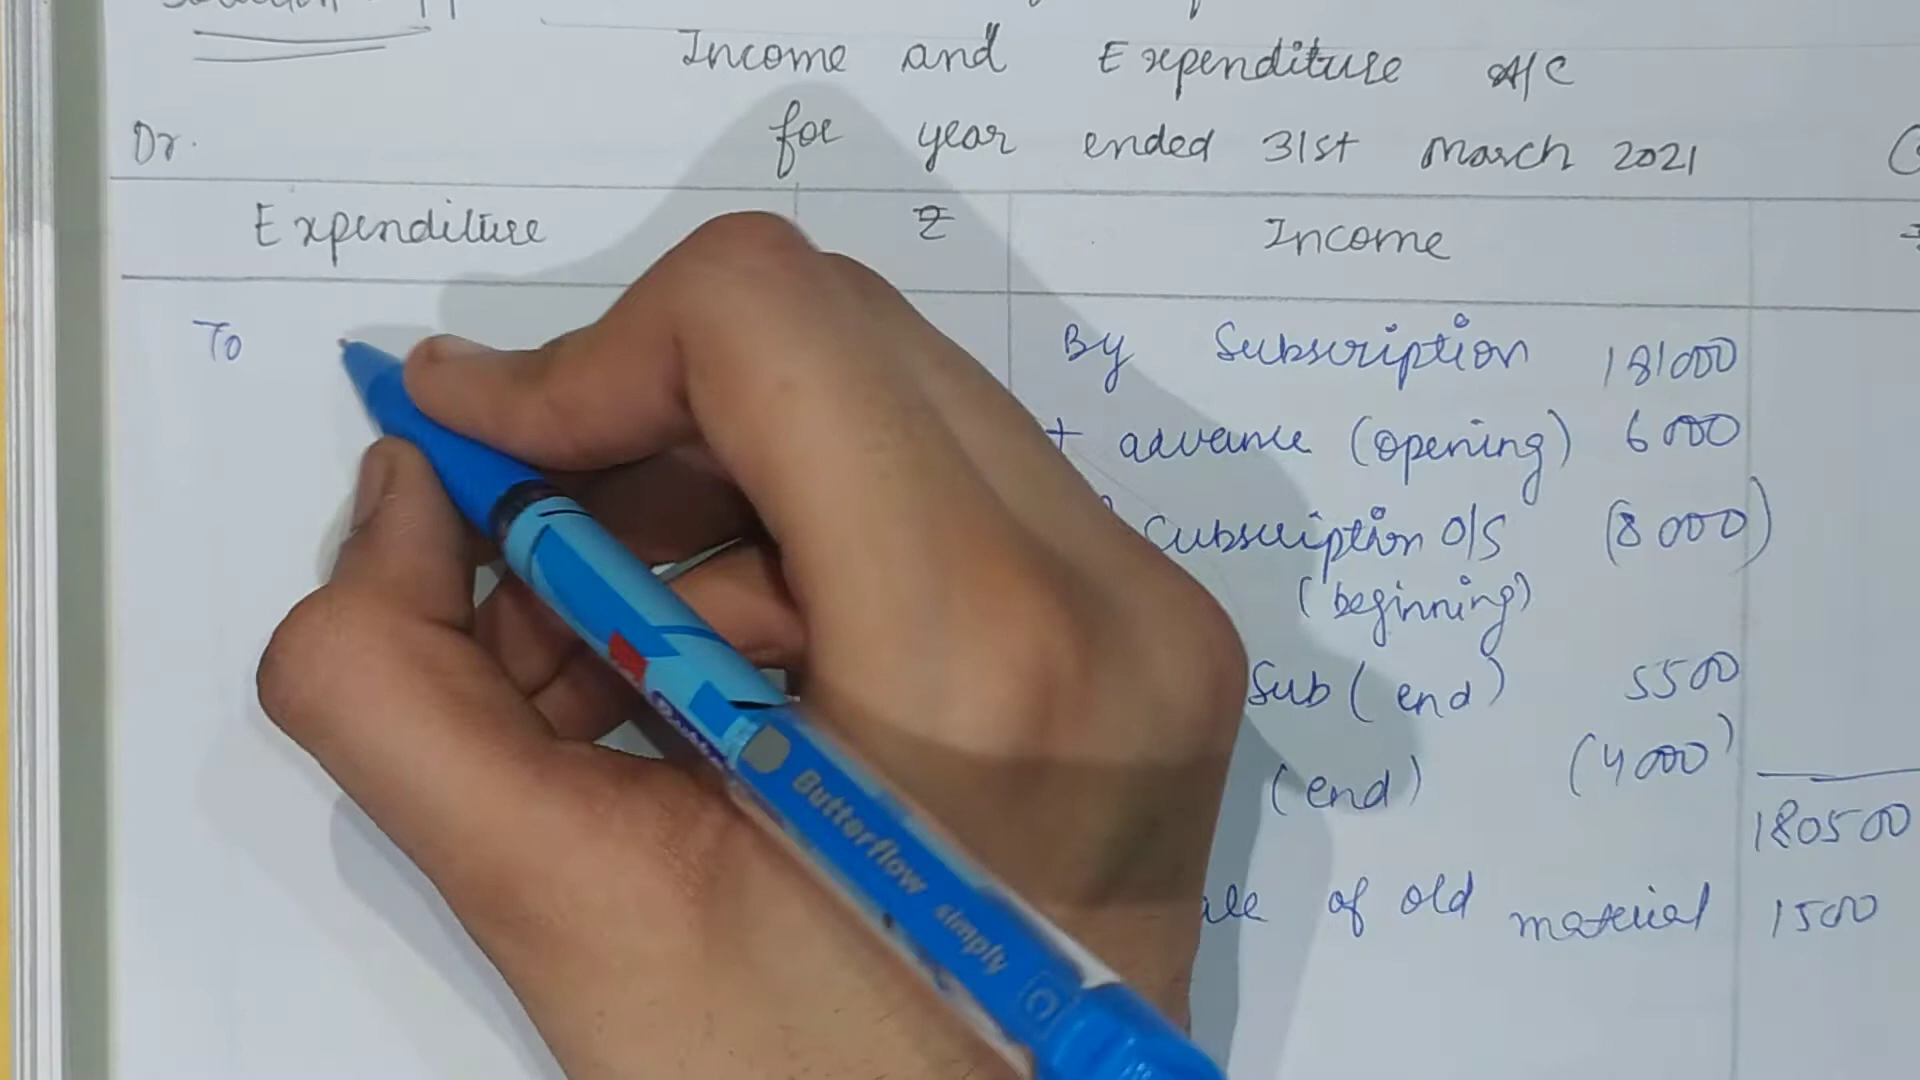 Income and Expenditure A/C
for year ended 31st March 2021
Dr.
Expenditure ₹ Income
To
By Subscription 181000
+ advance (opening) 6000
Subscription O/S (8000)
(beginning)
Sub (end) 5500
(end) (4000)
180500
of old material 1500
Butterflow simply